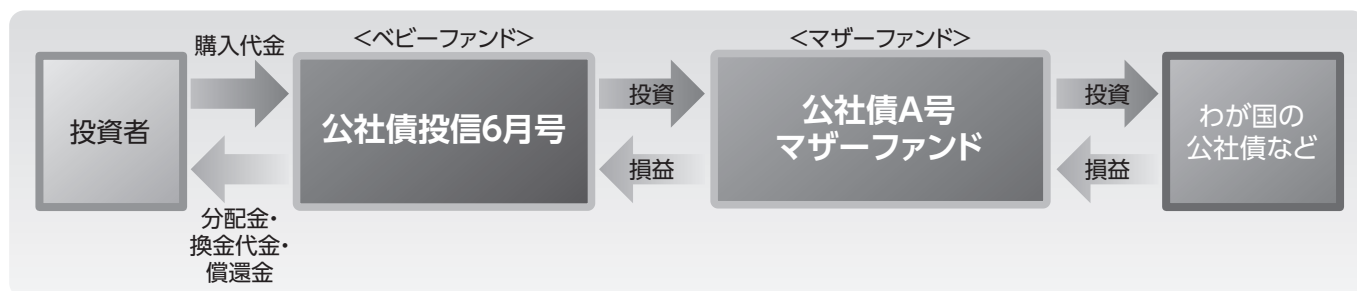 購入代金
<ベビーファンド>
<マザーファンド>
投資者
公社債投信6月号
投資
公社債A号
マザーファンド
投資
わが国の
公社債など
損益
損益
分配金・
換金代金・
償還金